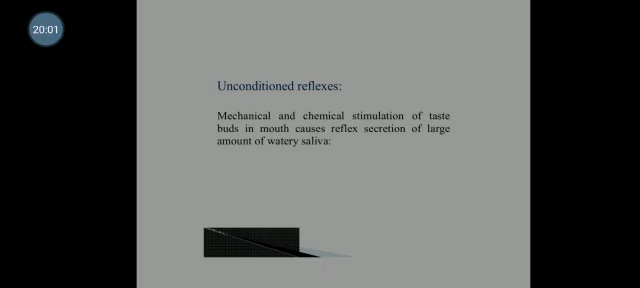 20:01
Unconditioned reflexes:
Mechanical and chemical stimulation of taste
buds in mouth causes reflex secretion of large
amount of watery saliva: